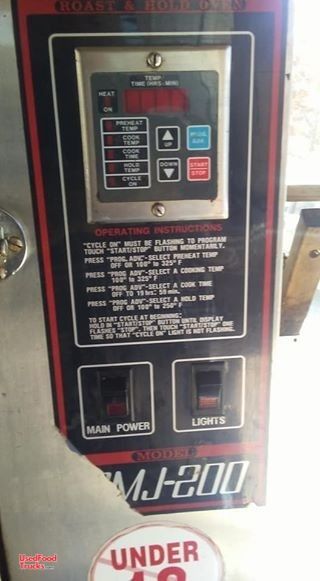 ROAST & HOLD OVEN
TEMP
TIME (HRS-MIN)
HEAT
ON
PREHEAT
TEMP
COOK
TEMP
COOK
TIME
HOLD
TEMP
CYCLE
ON
UP
DOWN
PROG.
ADV.
START
STOP
OPERATING INSTRUCTIONS
"CYCLE ON" MUST BE FLASHING TO PROGRAM
TOUCH "START/STOP" BUTTON MOMENTARILY.
PRESS "PROG ADV"-SELECT PREHEAT TEMP
OFF OR 100° to 325° F
PRESS "PROG ADV"-SELECT A COOKING TEMP
100° to 325° F
PRESS "PROG ADV"-SELECT A COOK TIME
OFF TO 19 hrs: 59 min.
PRESS "PROG ADV"-SELECT A HOLD TEMP
OFF OR 100° to 250° F
TO START CYCLE AT BEGINNING:
HOLD IN "START/STOP" BUTTON UNTIL DISPLAY
FLASHES "STOP". THEN TOUCH "START/STOP" ONE
TIME SO THAT "CYCLE ON" LIGHT IS NOT FLASHING.
MAIN POWER
LIGHTS
MODEL
MJ-200
UNDER
18
UsedFood
Trucks.com